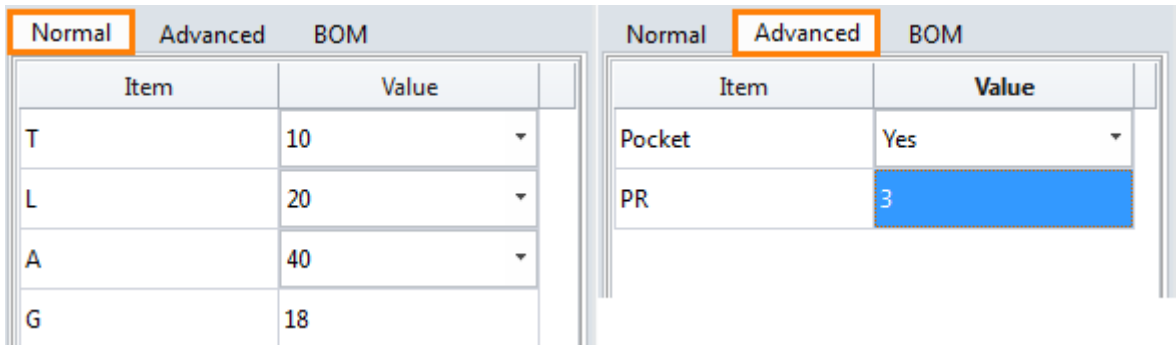 Normal Advanced BOM
Item Value
T 10
L 20
A 40
G 18
Normal Advanced BOM
Item Value
Pocket Yes
PR 3